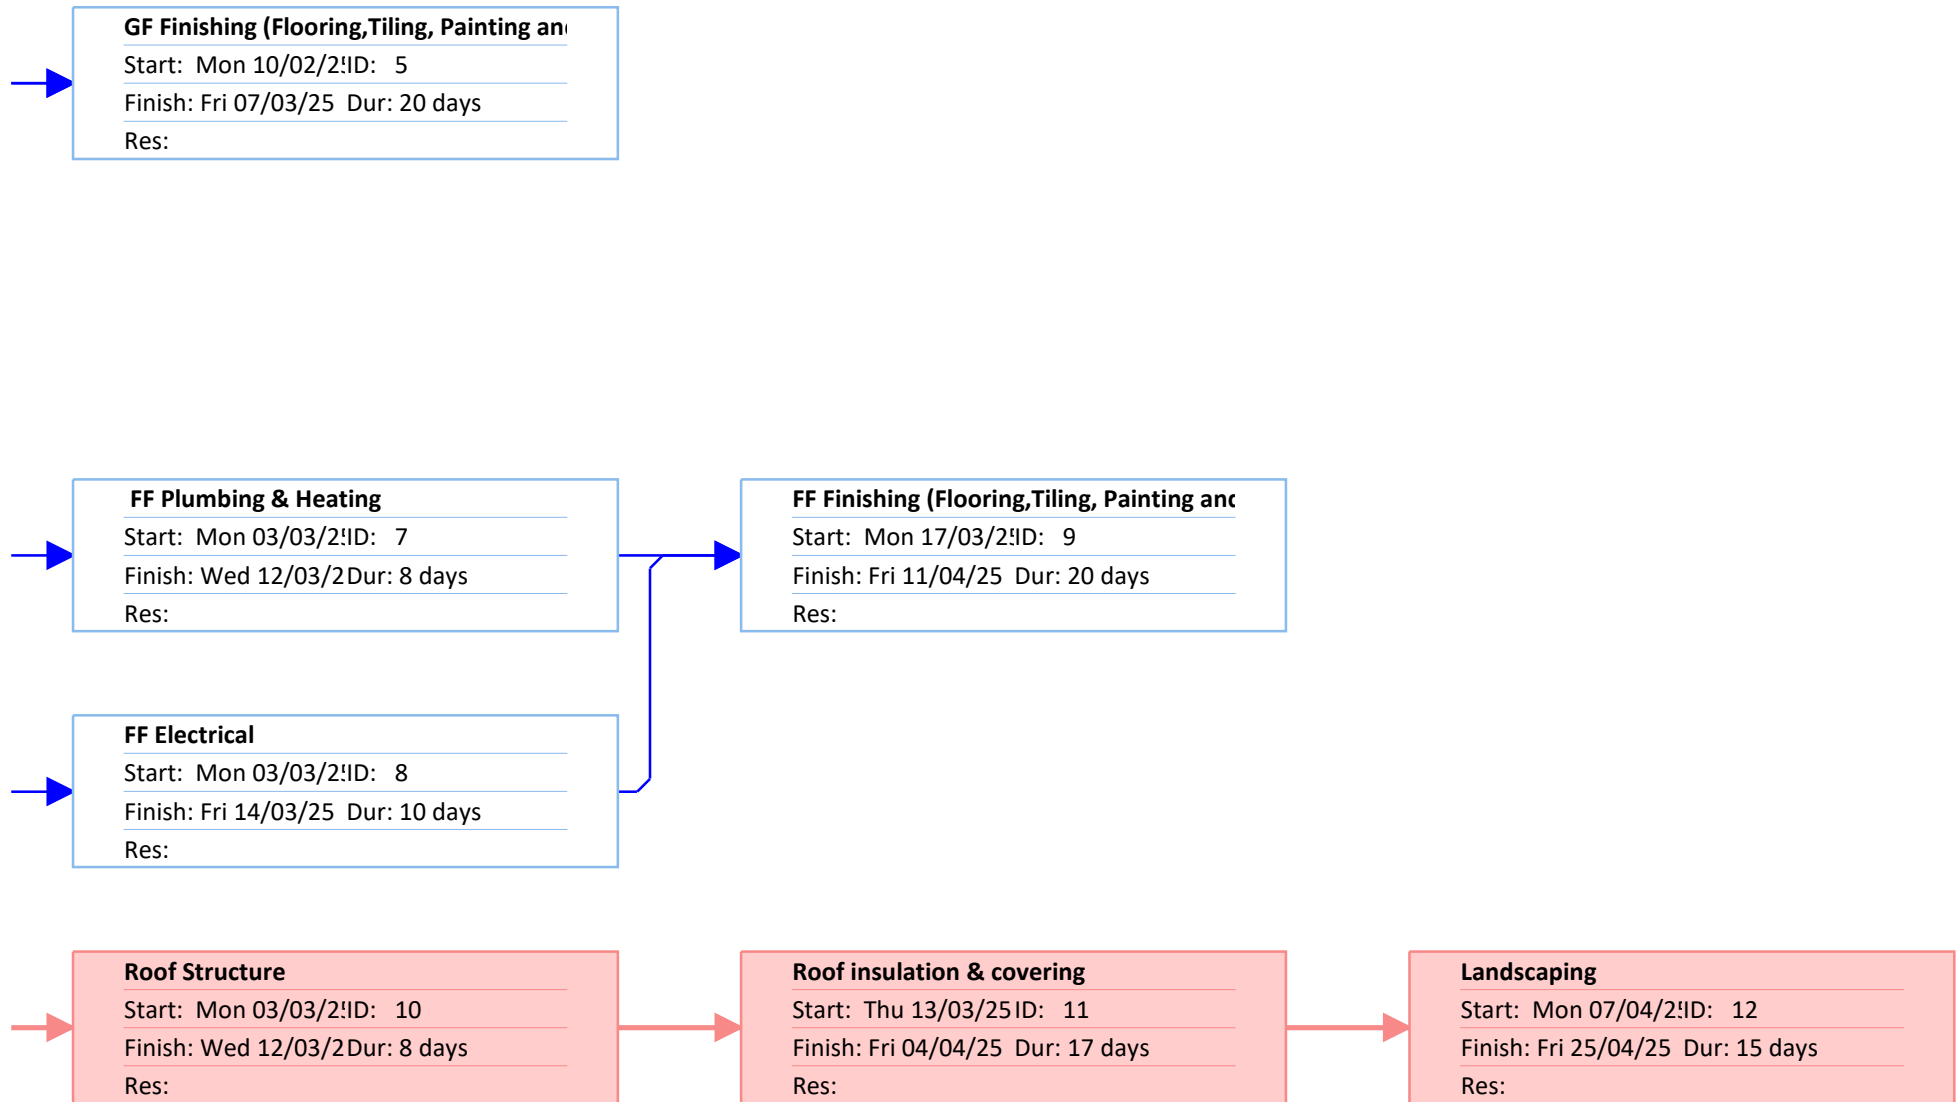 GF Finishing (Flooring,Tiling, Painting an
Start: Mon 10/02/2 ID: 5
Finish: Fri 07/03/25 Dur: 20 days
Res:
FF Plumbing & Heating
Start: Mon 03/03/2 ID: 7
Finish: Wed 12/03/2 Dur: 8 days
Res:
FF Finishing (Flooring,Tiling, Painting and
Start: Mon 17/03/2 ID: 9
Finish: Fri 11/04/25 Dur: 20 days
Res:
FF Electrical
Start: Mon 03/03/2 ID: 8
Finish: Fri 14/03/25 Dur: 10 days
Res:
Roof Structure
Start: Mon 03/03/2 ID: 10
Finish: Wed 12/03/2 Dur: 8 days
Res:
Roof insulation & covering
Start: Thu 13/03/25 ID: 11
Finish: Fri 04/04/25 Dur: 17 days
Res:
Landscaping
Start: Mon 07/04/2 ID: 12
Finish: Fri 25/04/25 Dur: 15 days
Res: